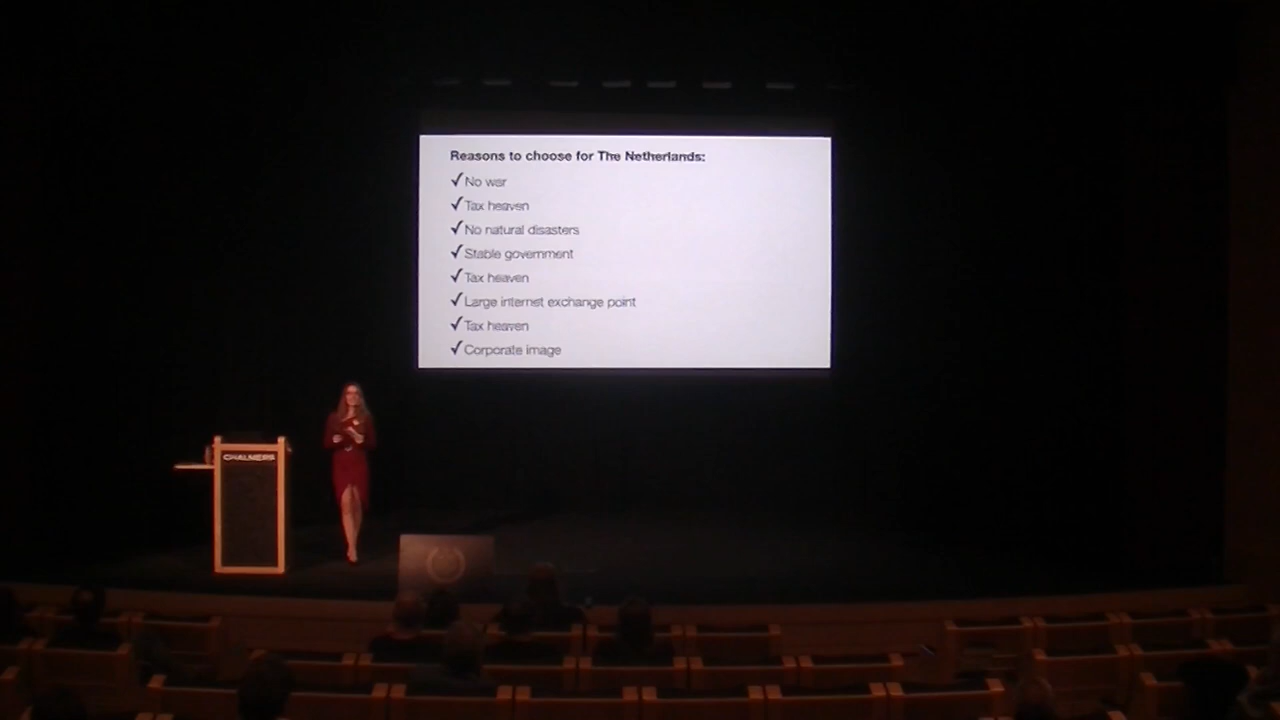 Reasons to choose for The Netherlands:
✓ No war
✓ Tax heaven
✓ No natural disasters
✓ Stable government
✓ Tax heaven
✓ Large internet exchange point
✓ Tax heaven
✓ Corporate image
CHALMERS